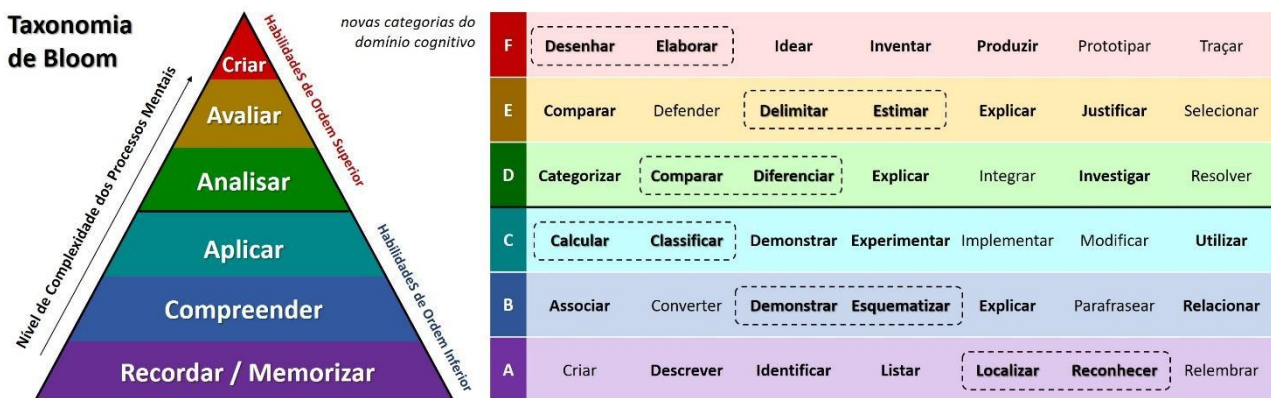 Taxonomia
de Bloom
novas categorias do
domínio cognitivo
Nível de Complexidade dos Processos Mentais
HabilidadeS de Ordem Superior
HabilidadeS de Ordem Inferior
Criar
Avaliar
Analisar
Aplicar
Compreender
Recordar / Memorizar
F Desenhar Elaborar Idear Inventar Produzir Prototipar Traçar
E Comparar Defender Delimitar Estimar Explicar Justificar Selecionar
D Categorizar Comparar Diferenciar Explicar Integrar Investigar Resolver
C Calcular Classificar Demonstrar Experimentar Implementar Modificar Utilizar
B Associar Converter Demonstrar Esquematizar Explicar Parafrasear Relacionar
A Criar Descrever Identificar Listar Localizar Reconhecer Relembrar